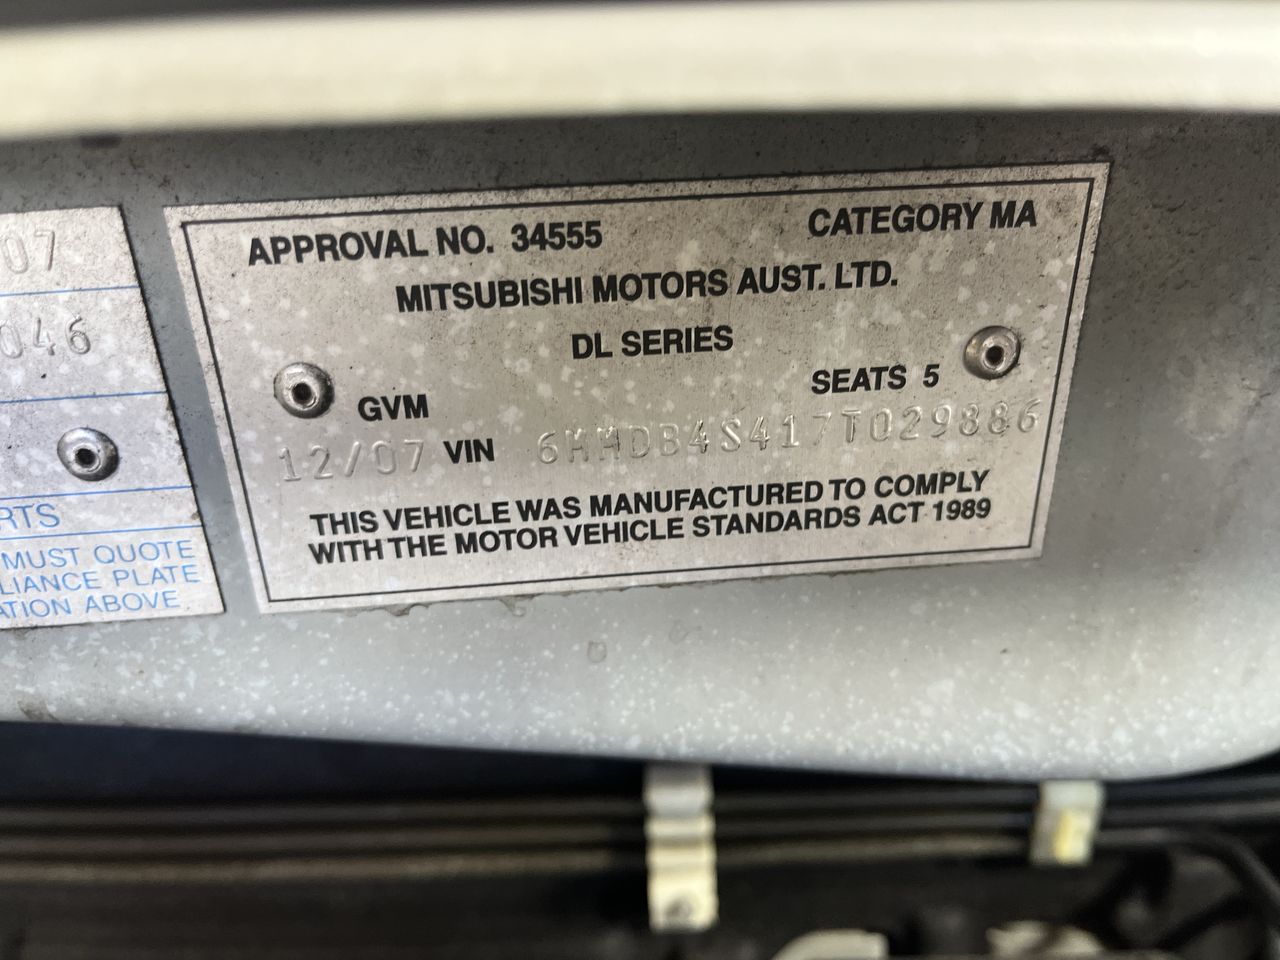 07
046
RTS
MUST QUOTE
LIANCE PLATE
ATION ABOVE
APPROVAL NO. 34555
CATEGORY MA
MITSUBISHI MOTORS AUST. LTD.
DL SERIES
SEATS 5
GVM
12/07 VIN 6MMDB4S417T029886
THIS VEHICLE WAS MANUFACTURED TO COMPLY
WITH THE MOTOR VEHICLE STANDARDS ACT 1989